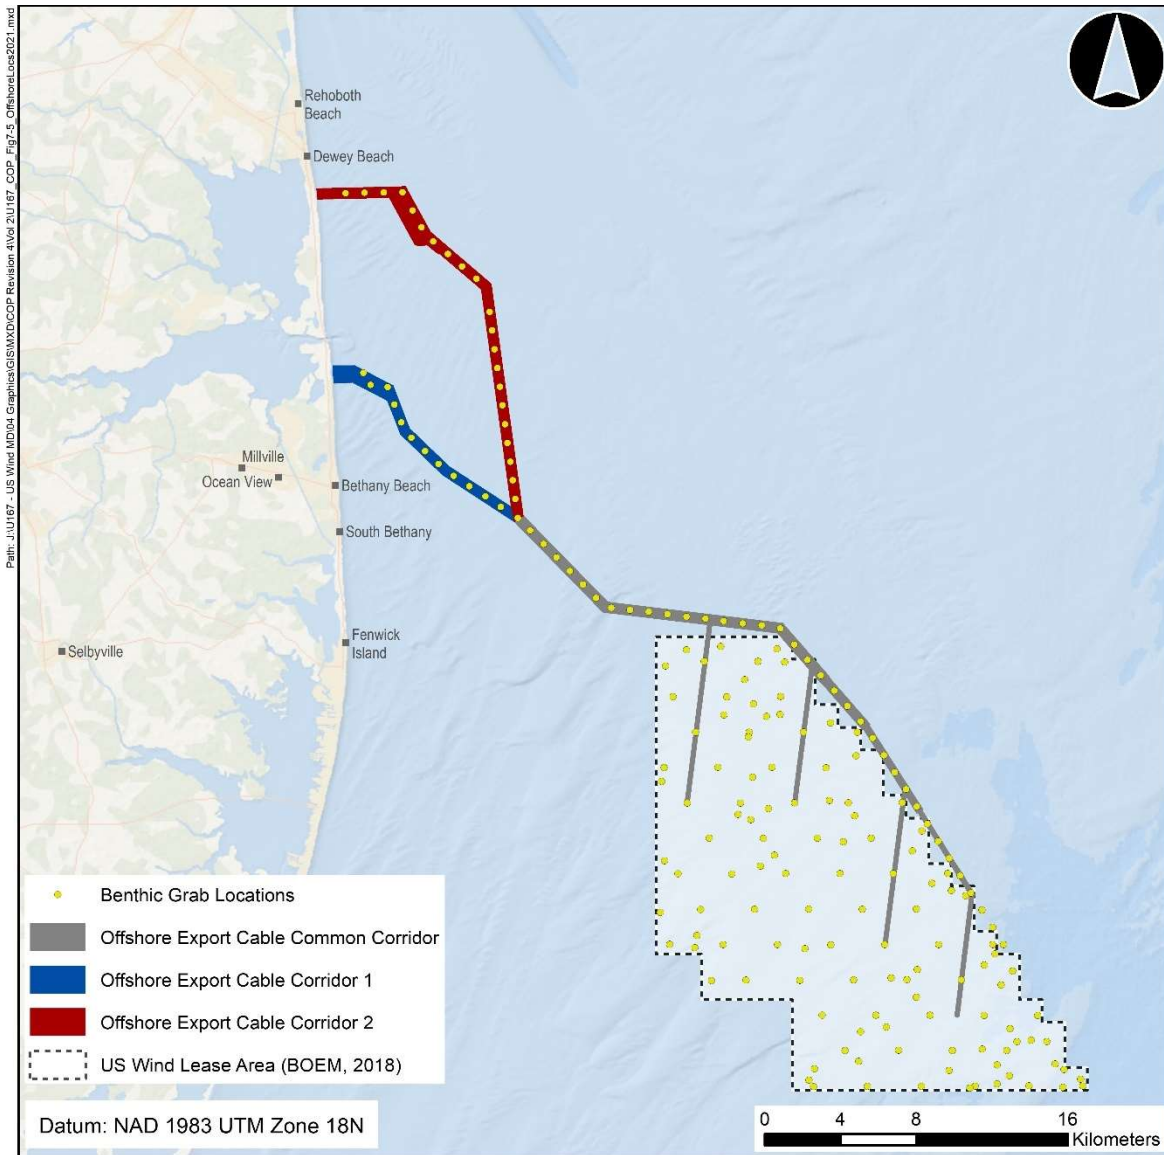 Path: J:\U167 - US Wind MD\04 Graphics\GIS\MXD\COP Revision 4\Vol 2\U167_COP_Fig7-5_OffshoreLocs2021.mxd
Rehoboth
Beach
Dewey Beach
Millville
Ocean View
Bethany Beach
South Bethany
Fenwick
Island
Selbyville
Benthic Grab Locations
Offshore Export Cable Common Corridor
Offshore Export Cable Corridor 1
Offshore Export Cable Corridor 2
US Wind Lease Area (BOEM, 2018)
Datum: NAD 1983 UTM Zone 18N
0 4 8 16
Kilometers